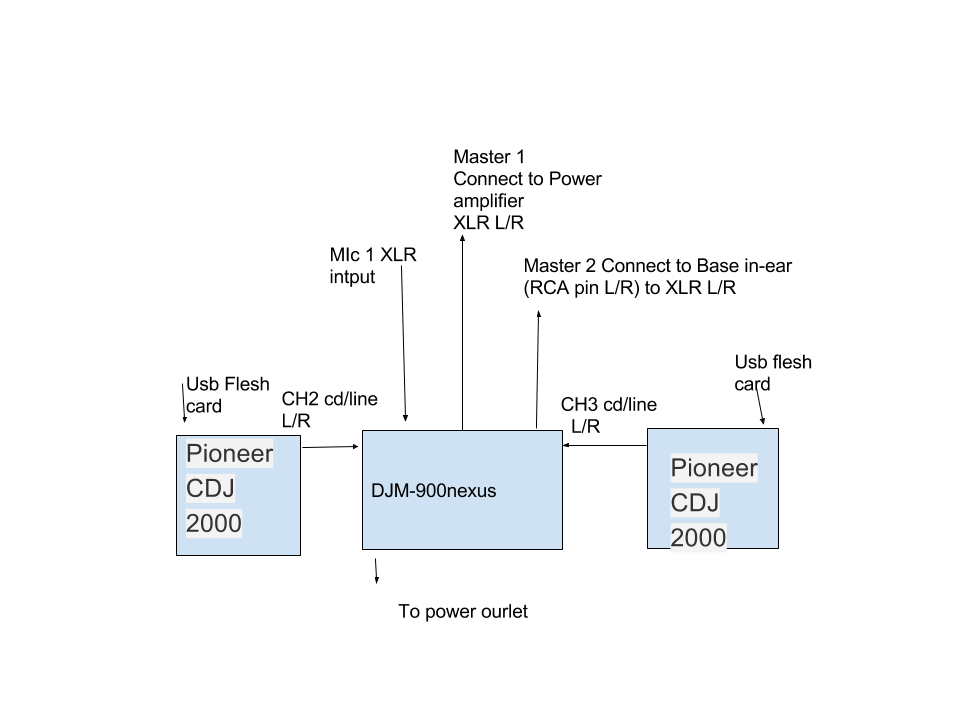 Master 1
Connect to Power
amplifier
XLR L/R
MIc 1 XLR
intput
Master 2 Connect to Base in-ear
(RCA pin L/R) to XLR L/R
Usb flesh
card
Usb Flesh
card
CH2 cd/line
L/R
CH3 cd/line
L/R
Pioneer
CDJ
2000
DJM-900nexus
Pioneer
CDJ
2000
To power ourlet